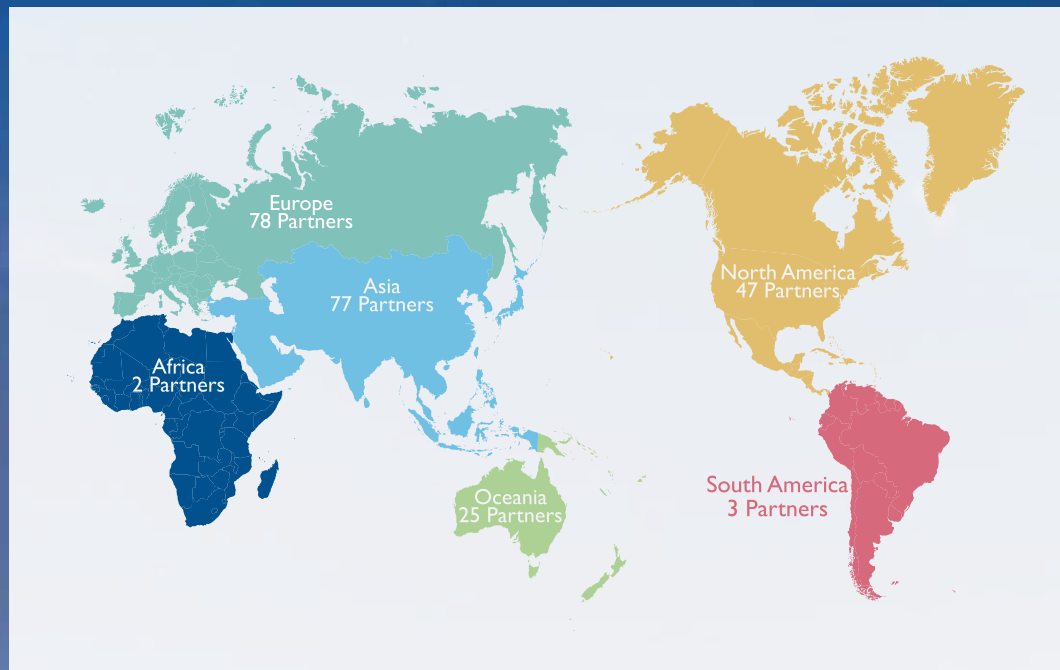 Europe
78 Partners
Asia
77 Partners
North America
47 Partners
Africa
2 Partners
Oceania
25 Partners
South America
3 Partners